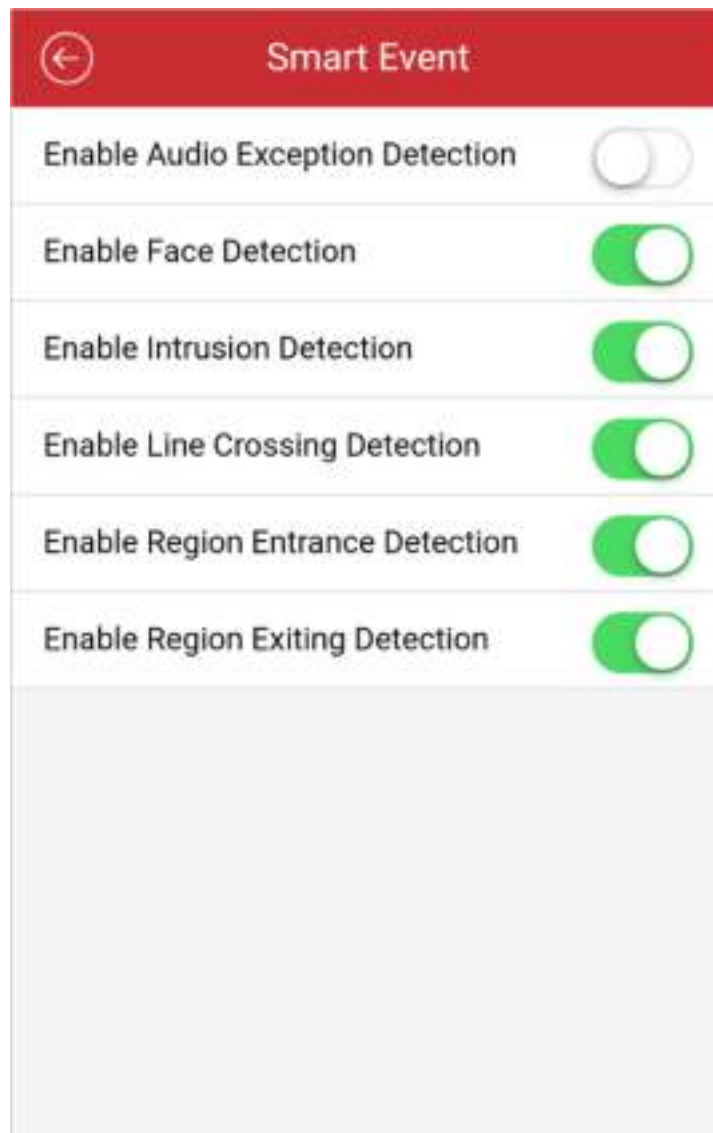 Smart Event
Enable Audio Exception Detection
Enable Face Detection
Enable Intrusion Detection
Enable Line Crossing Detection
Enable Region Entrance Detection
Enable Region Exiting Detection